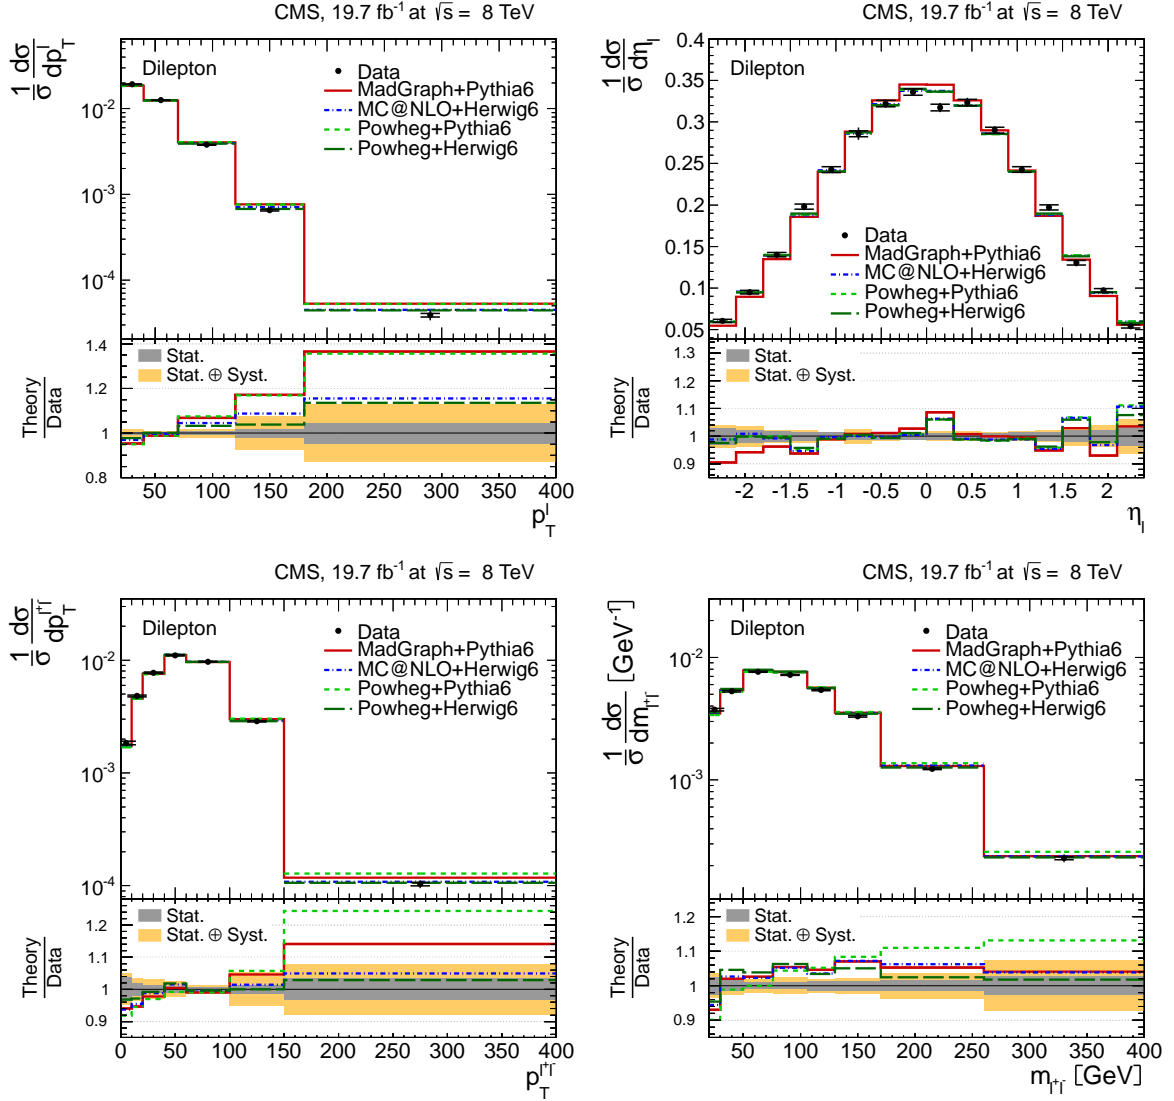 CMS, 19.7 fb⁻¹ at √s = 8 TeV
1/σ dσ/dp_T^l
Dilepton
Data
MadGraph+Pythia6
MC@NLO+Herwig6
Powheg+Pythia6
Powheg+Herwig6
10⁻²
10⁻³
10⁻⁴
Theory/Data
Stat.
Stat. ⊕ Syst.
1.4
1.2
1
0.8
50 100 150 200 250 300 350 400
p_T^l
CMS, 19.7 fb⁻¹ at √s = 8 TeV
1/σ dσ/dη_l
Dilepton
0.4
0.35
0.3
0.25
0.2
0.15
0.1
0.05
Data
MadGraph+Pythia6
MC@NLO+Herwig6
Powheg+Pythia6
Powheg+Herwig6
Theory/Data
Stat.
Stat. ⊕ Syst.
1.3
1.2
1.1
1
0.9
-2 -1.5 -1 -0.5 0 0.5 1 1.5 2
η_l
CMS, 19.7 fb⁻¹ at √s = 8 TeV
1/σ dσ/dp_T^{l⁺l⁻}
Dilepton
Data
MadGraph+Pythia6
MC@NLO+Herwig6
Powheg+Pythia6
Powheg+Herwig6
10⁻²
10⁻³
10⁻⁴
Theory/Data
Stat.
Stat. ⊕ Syst.
1.2
1.1
1
0.9
0 50 100 150 200 250 300 350 400
p_T^{l⁺l⁻}
CMS, 19.7 fb⁻¹ at √s = 8 TeV
1/σ dσ/dm_{l⁺l⁻} [GeV⁻¹]
Dilepton
Data
MadGraph+Pythia6
MC@NLO+Herwig6
Powheg+Pythia6
Powheg+Herwig6
10⁻²
10⁻³
Theory/Data
Stat.
Stat. ⊕ Syst.
1.2
1.1
1
0.9
50 100 150 200 250 300 350 400
m_{l⁺l⁻} [GeV]